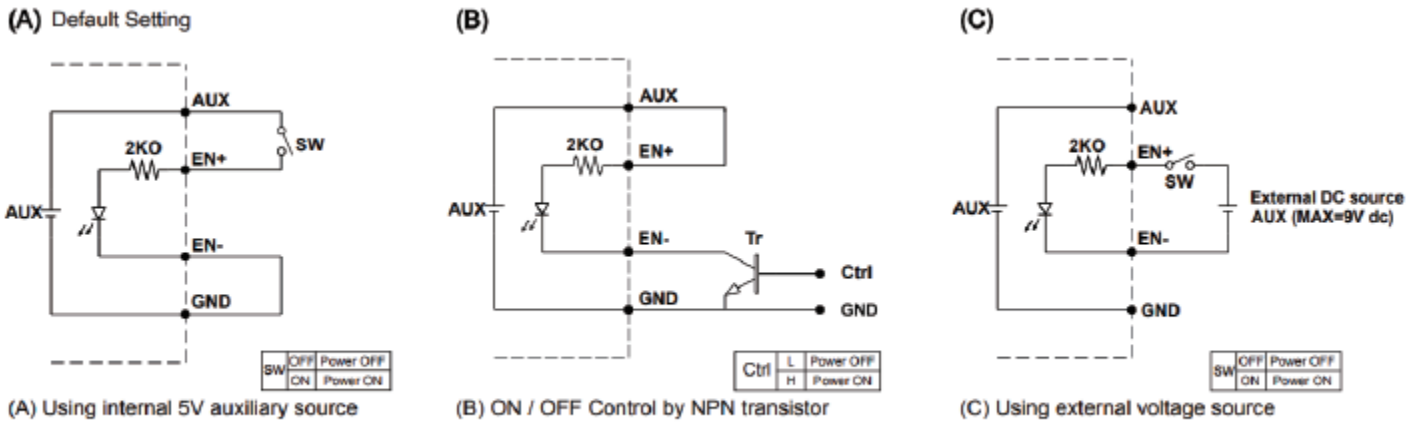 (A) Default Setting
AUX
SW
2KO
EN+
AUX
EN-
GND
SW OFF Power OFF
ON Power ON
(A) Using internal 5V auxiliary source
(B)
AUX
2KO
EN+
AUX
EN-
Tr
Ctrl
GND
GND
Ctrl L Power OFF
H Power ON
(B) ON / OFF Control by NPN transistor
(C)
AUX
2KO
EN+
SW
AUX
External DC source
AUX (MAX=9V dc)
EN-
GND
SW OFF Power OFF
ON Power ON
(C) Using external voltage source